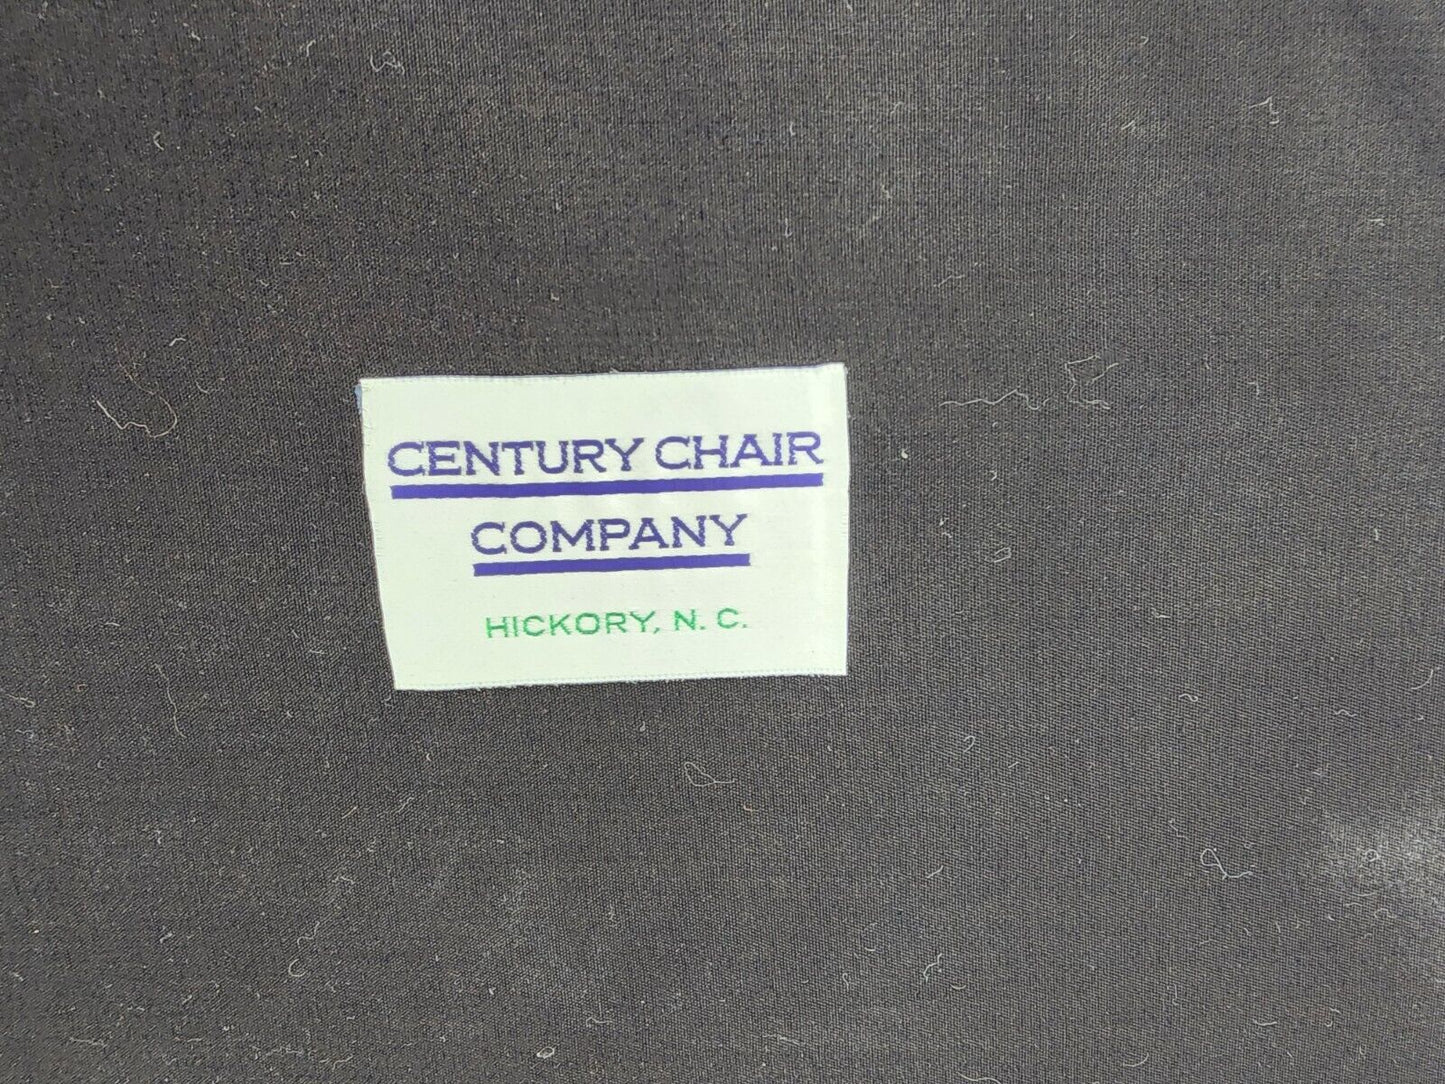 CENTURY CHAIR
COMPANY
HICKORY, N. C.